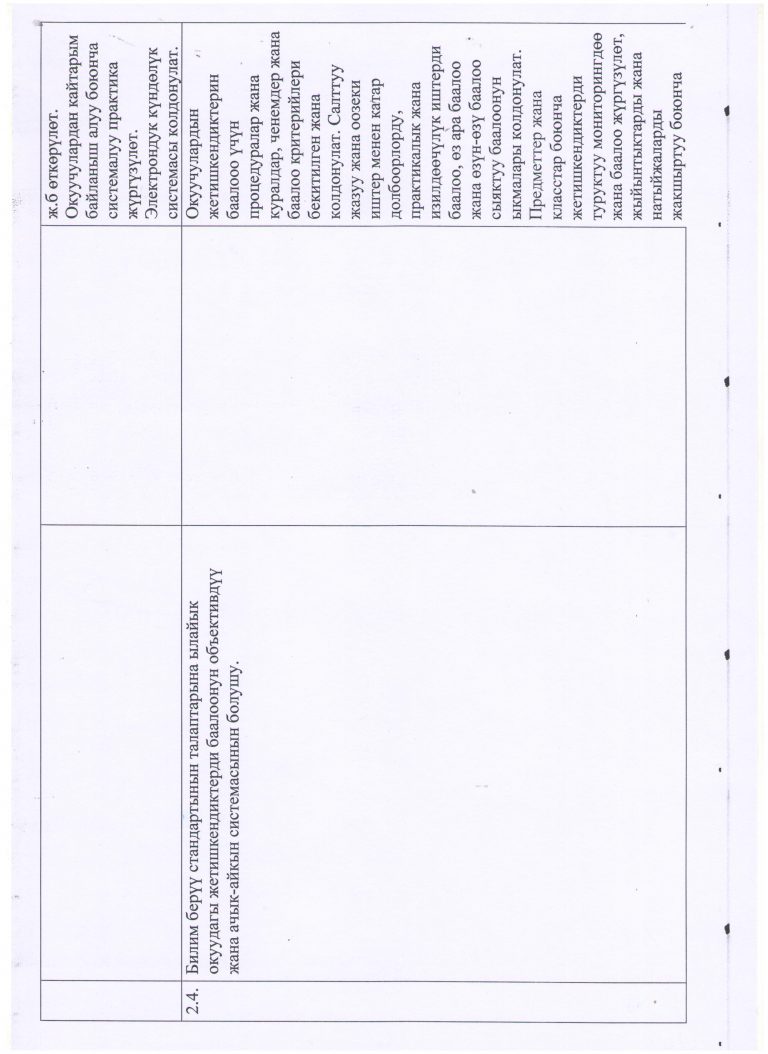 ж.б өткөрүлөт.
Окуучулардан кайтарым
байланыш алуу боюнча
системалуу практика
жүргүзүлөт.
Электрондук күндөлүк
системасы колдонулат.
2.4.
Билим берүү стандартынын талаптарына ылайык
окуудагы жетишкендиктерди баалоонун объективдүү
жана ачык-айкын системасынын болушу.
Окуучулардын
жетишкендиктерин
баалооо үчүн
процедуралар жана
куралдар, ченемдер жана
баалоо критерийлери
бекитилген жана
колдонулат. Салттуу
жазуу жана оозеки
иштер менен катар
долбоорлорду,
практикалык жана
изилдөөчүлүк иштерди
баалоо, өз ара баалоо
жана өзүн-өзү баалоо
сыяктуу баалоонун
ыкмалары колдонулат.
Предметтер жана
класстар боюнча
жетишкендиктерди
туруктуу мониторингдөө
жана баалоо жүргүзүлөт,
жыйынтыктарды жана
натыйжаларды
жакшыртуу боюнча